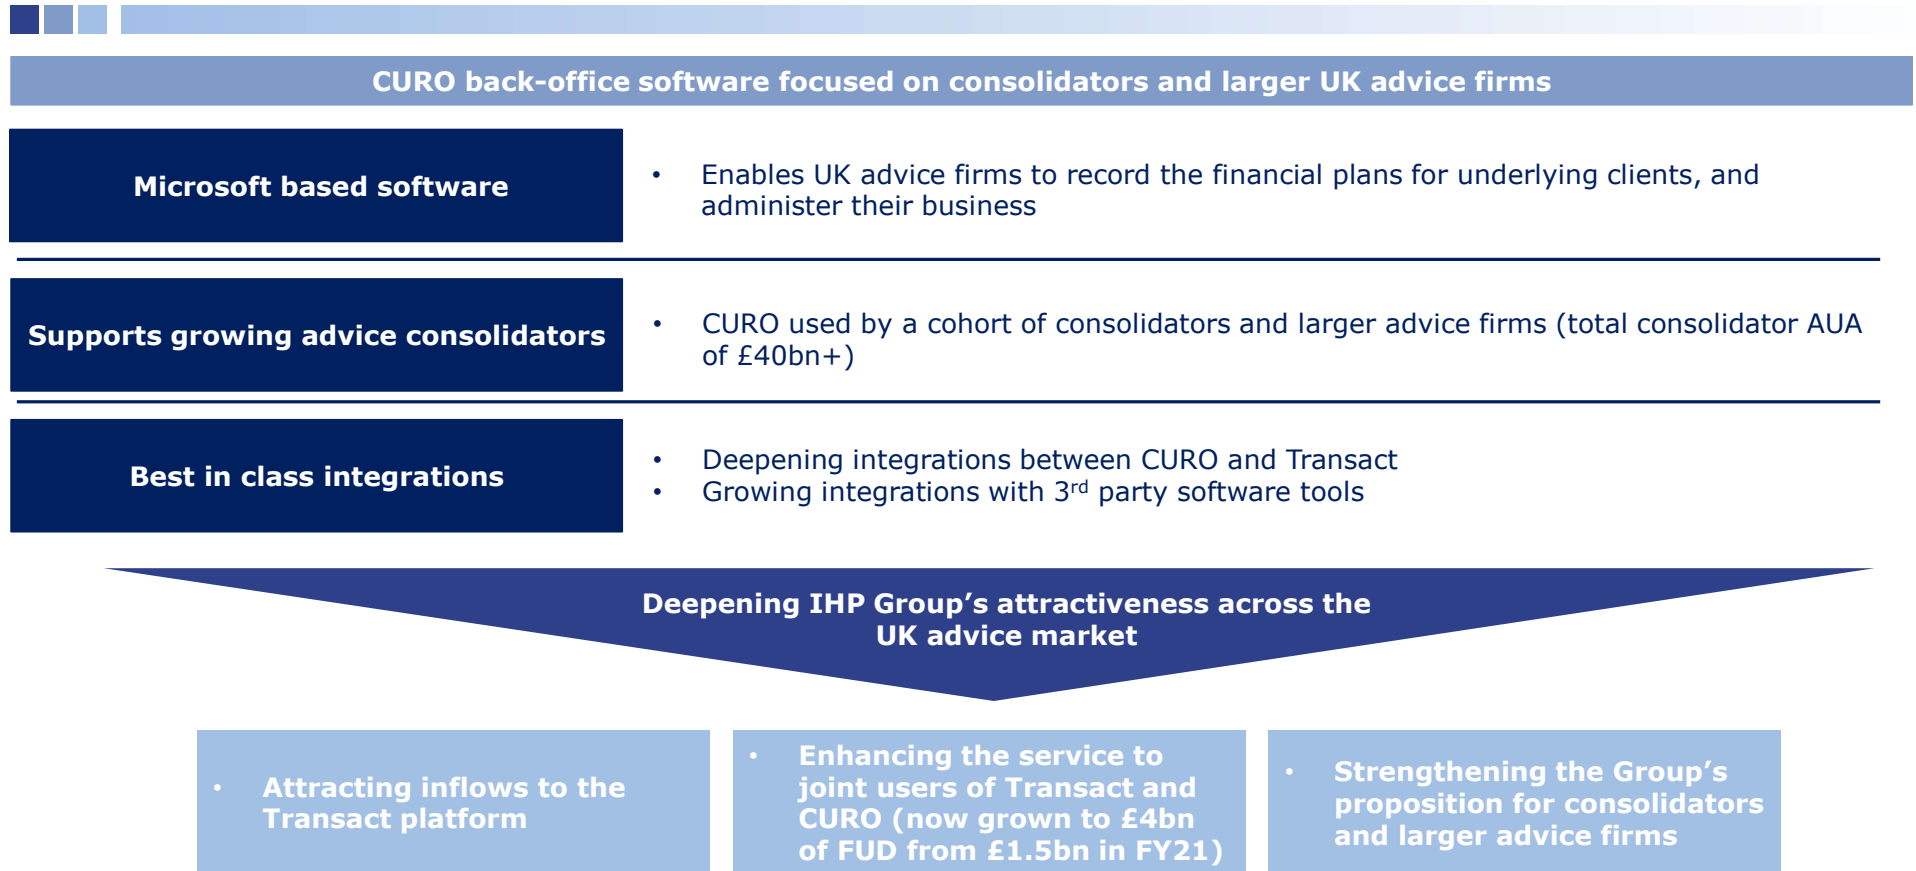 CURO back-office software focused on consolidators and larger UK advice firms
Microsoft based software
• Enables UK advice firms to record the financial plans for underlying clients, and
administer their business
Supports growing advice consolidators
• CURO used by a cohort of consolidators and larger advice firms (total consolidator AUA
of £40bn+)
Best in class integrations
• Deepening integrations between CURO and Transact
• Growing integrations with 3rd party software tools
Deepening IHP Group’s attractiveness across the
UK advice market
• Attracting inflows to the
Transact platform
• Enhancing the service to
joint users of Transact and
CURO (now grown to £4bn
of FUD from £1.5bn in FY21)
• Strengthening the Group’s
proposition for consolidators
and larger advice firms